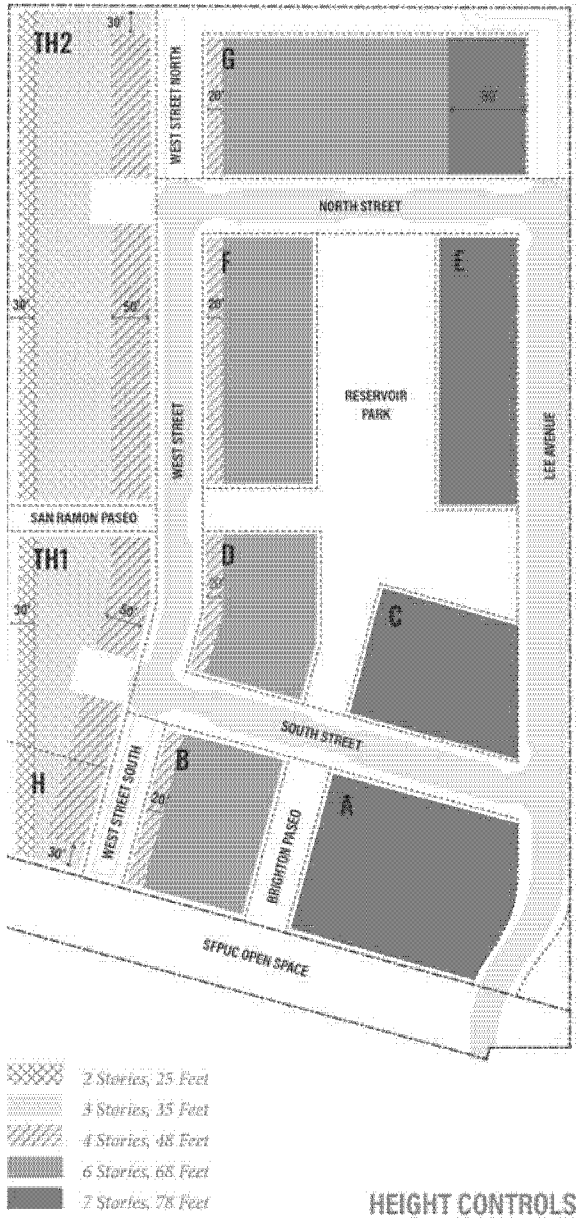 30'
TH2
WEST STREET NORTH
G
20'
NORTH STREET
F
E
30'
50'
20'
RESERVOIR
PARK
WEST STREET
LEE AVENUE
SAN RAMON PASEO
TH1
D
30'
50'
C
SOUTH STREET
H
WEST STREET SOUTH
B
20'
BRIGHTON PASEO
A
30'
SFPUC OPEN SPACE
2 Stories, 25 Feet
3 Stories, 35 Feet
4 Stories, 48 Feet
6 Stories, 68 Feet
7 Stories, 78 Feet
HEIGHT CONTROLS